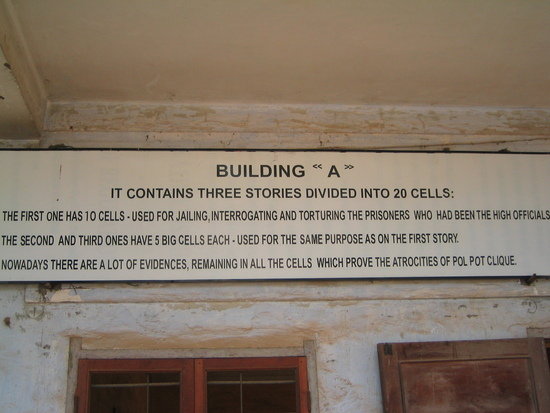 BUILDING “A”
IT CONTAINS THREE STORIES DIVIDED INTO 20 CELLS:
THE FIRST ONE HAS 10 CELLS - USED FOR JAILING, INTERROGATING AND TORTURING THE PRISONERS WHO HAD BEEN THE HIGH OFFICIALS
THE SECOND AND THIRD ONES HAVE 5 BIG CELLS EACH - USED FOR THE SAME PURPOSE AS ON THE FIRST STORY.
NOWADAYS THERE ARE A LOT OF EVIDENCES, REMAINING IN ALL THE CELLS WHICH PROVE THE ATROCITIES OF POL POT CLIQUE.